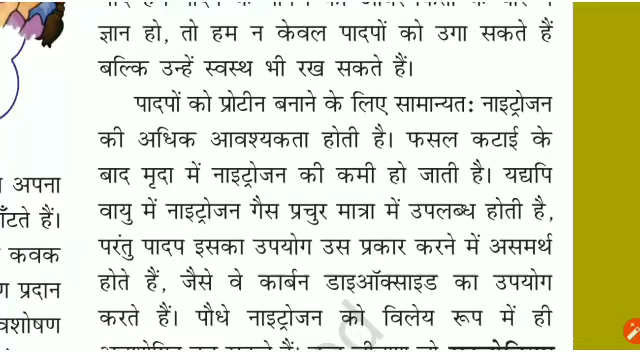 ज्ञान हो, तो हम न केवल पादपों को उगा सकते हैं
बल्कि उन्हें स्वस्थ भी रख सकते हैं।
पादपों को प्रोटीन बनाने के लिए सामान्यत: नाइट्रोजन
की अधिक आवश्यकता होती है। फसल कटाई के
बाद मृदा में नाइट्रोजन की कमी हो जाती है। यद्यपि
वायु में नाइट्रोजन गैस प्रचुर मात्रा में उपलब्ध होती है,
परंतु पादप इसका उपयोग उस प्रकार करने में असमर्थ
होते हैं, जैसे वे कार्बन डाइऑक्साइड का उपयोग
करते हैं। पौधे नाइट्रोजन को विलेय रूप में ही
अपना
हैं।
कवक
प्रदान